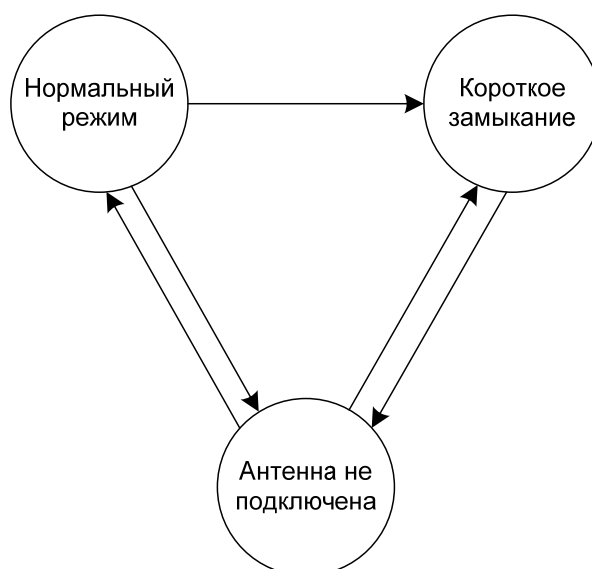 Нормальный
режим
Короткое
замыкание
Антенна не
подключена